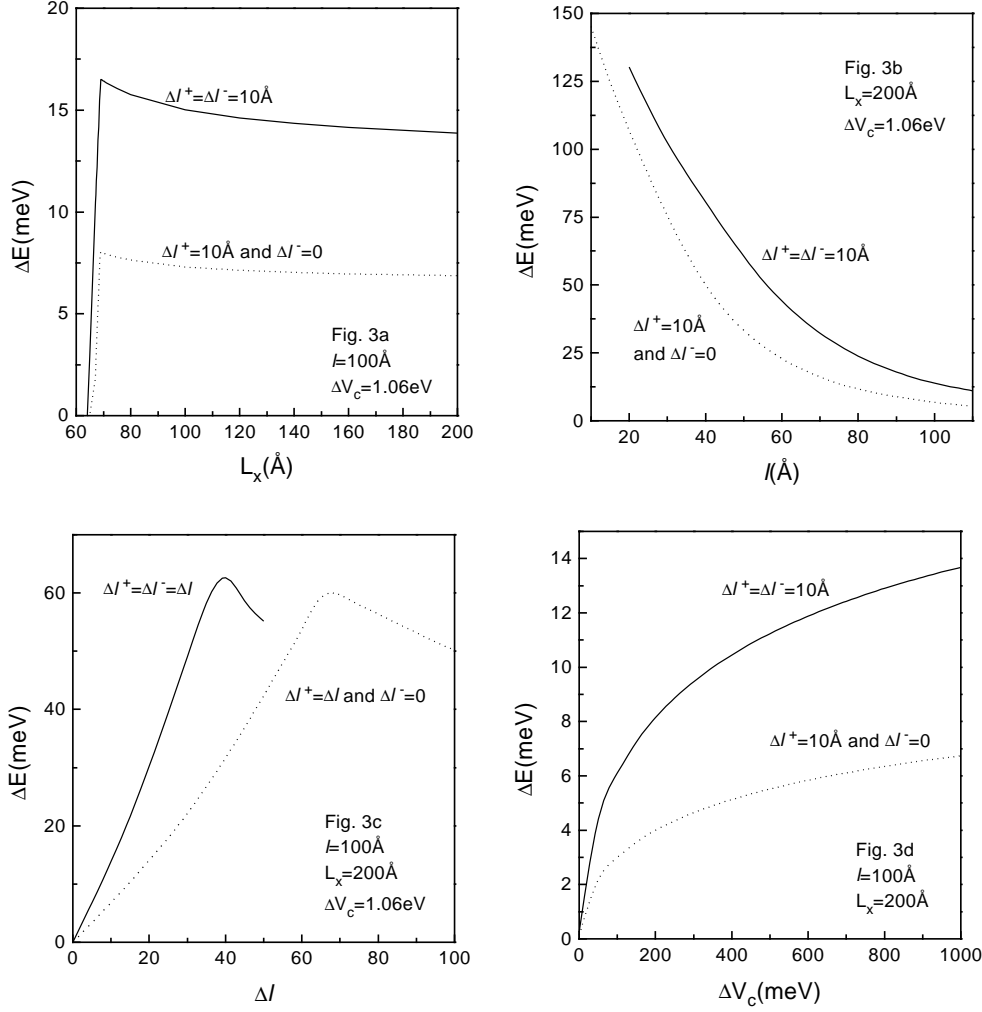 20
15
10
5
0
60 80 100 120 140 160 180 200
ΔE(meV)
L_x(Å)
Δl⁺=Δl⁻=10Å
Δl⁺=10Å and Δl⁻=0
Fig. 3a
l=100Å
ΔV_c=1.06eV
150
125
100
75
50
25
0
20 40 60 80 100
ΔE(meV)
l(Å)
Fig. 3b
L_x=200Å
ΔV_c=1.06eV
Δl⁺=Δl⁻=10Å
Δl⁺=10Å
and Δl⁻=0
60
40
20
0
0 20 40 60 80 100
ΔE(meV)
Δl
Δl⁺=Δl⁻=Δl
Δl⁺=Δl and Δl⁻=0
Fig. 3c
l=100Å
L_x=200Å
ΔV_c=1.06eV
14
12
10
8
6
4
2
0
0 200 400 600 800 1000
ΔE(meV)
ΔV_c(meV)
Δl⁺=Δl⁻=10Å
Δl⁺=10Å and Δl⁻=0
Fig. 3d
l=100Å
L_x=200Å